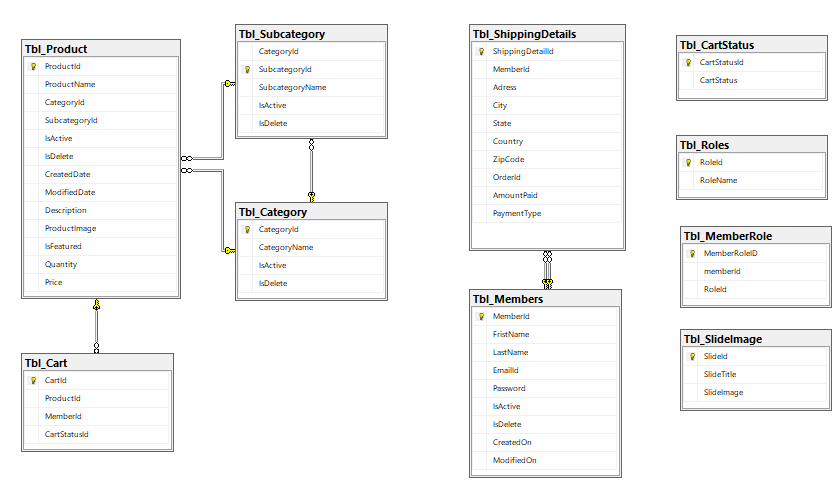 Tbl_Product
ProductId
ProductName
CategoryId
SubcategoryId
IsActive
IsDelete
CreatedDate
ModifiedDate
Description
ProductImage
IsFeatured
Quantity
Price
Tbl_Cart
CartId
ProductId
MemberId
CartStatusId
Tbl_Subcategory
CategoryId
SubcategoryId
SubcategoryName
IsActive
IsDelete
Tbl_Category
CategoryId
CategoryName
IsActive
IsDelete
Tbl_ShippingDetails
ShippingDetailId
MemberId
Adress
City
State
Country
ZipCode
OrderId
AmountPaid
PaymentType
Tbl_Members
MemberId
FristName
LastName
EmailId
Password
IsActive
IsDelete
CreatedOn
ModifiedOn
Tbl_CartStatus
CartStatusId
CartStatus
Tbl_Roles
RoleId
RoleName
Tbl_MemberRole
MemberRoleID
memberId
RoleId
Tbl_SlideImage
SlideId
SlideTitle
SlideImage